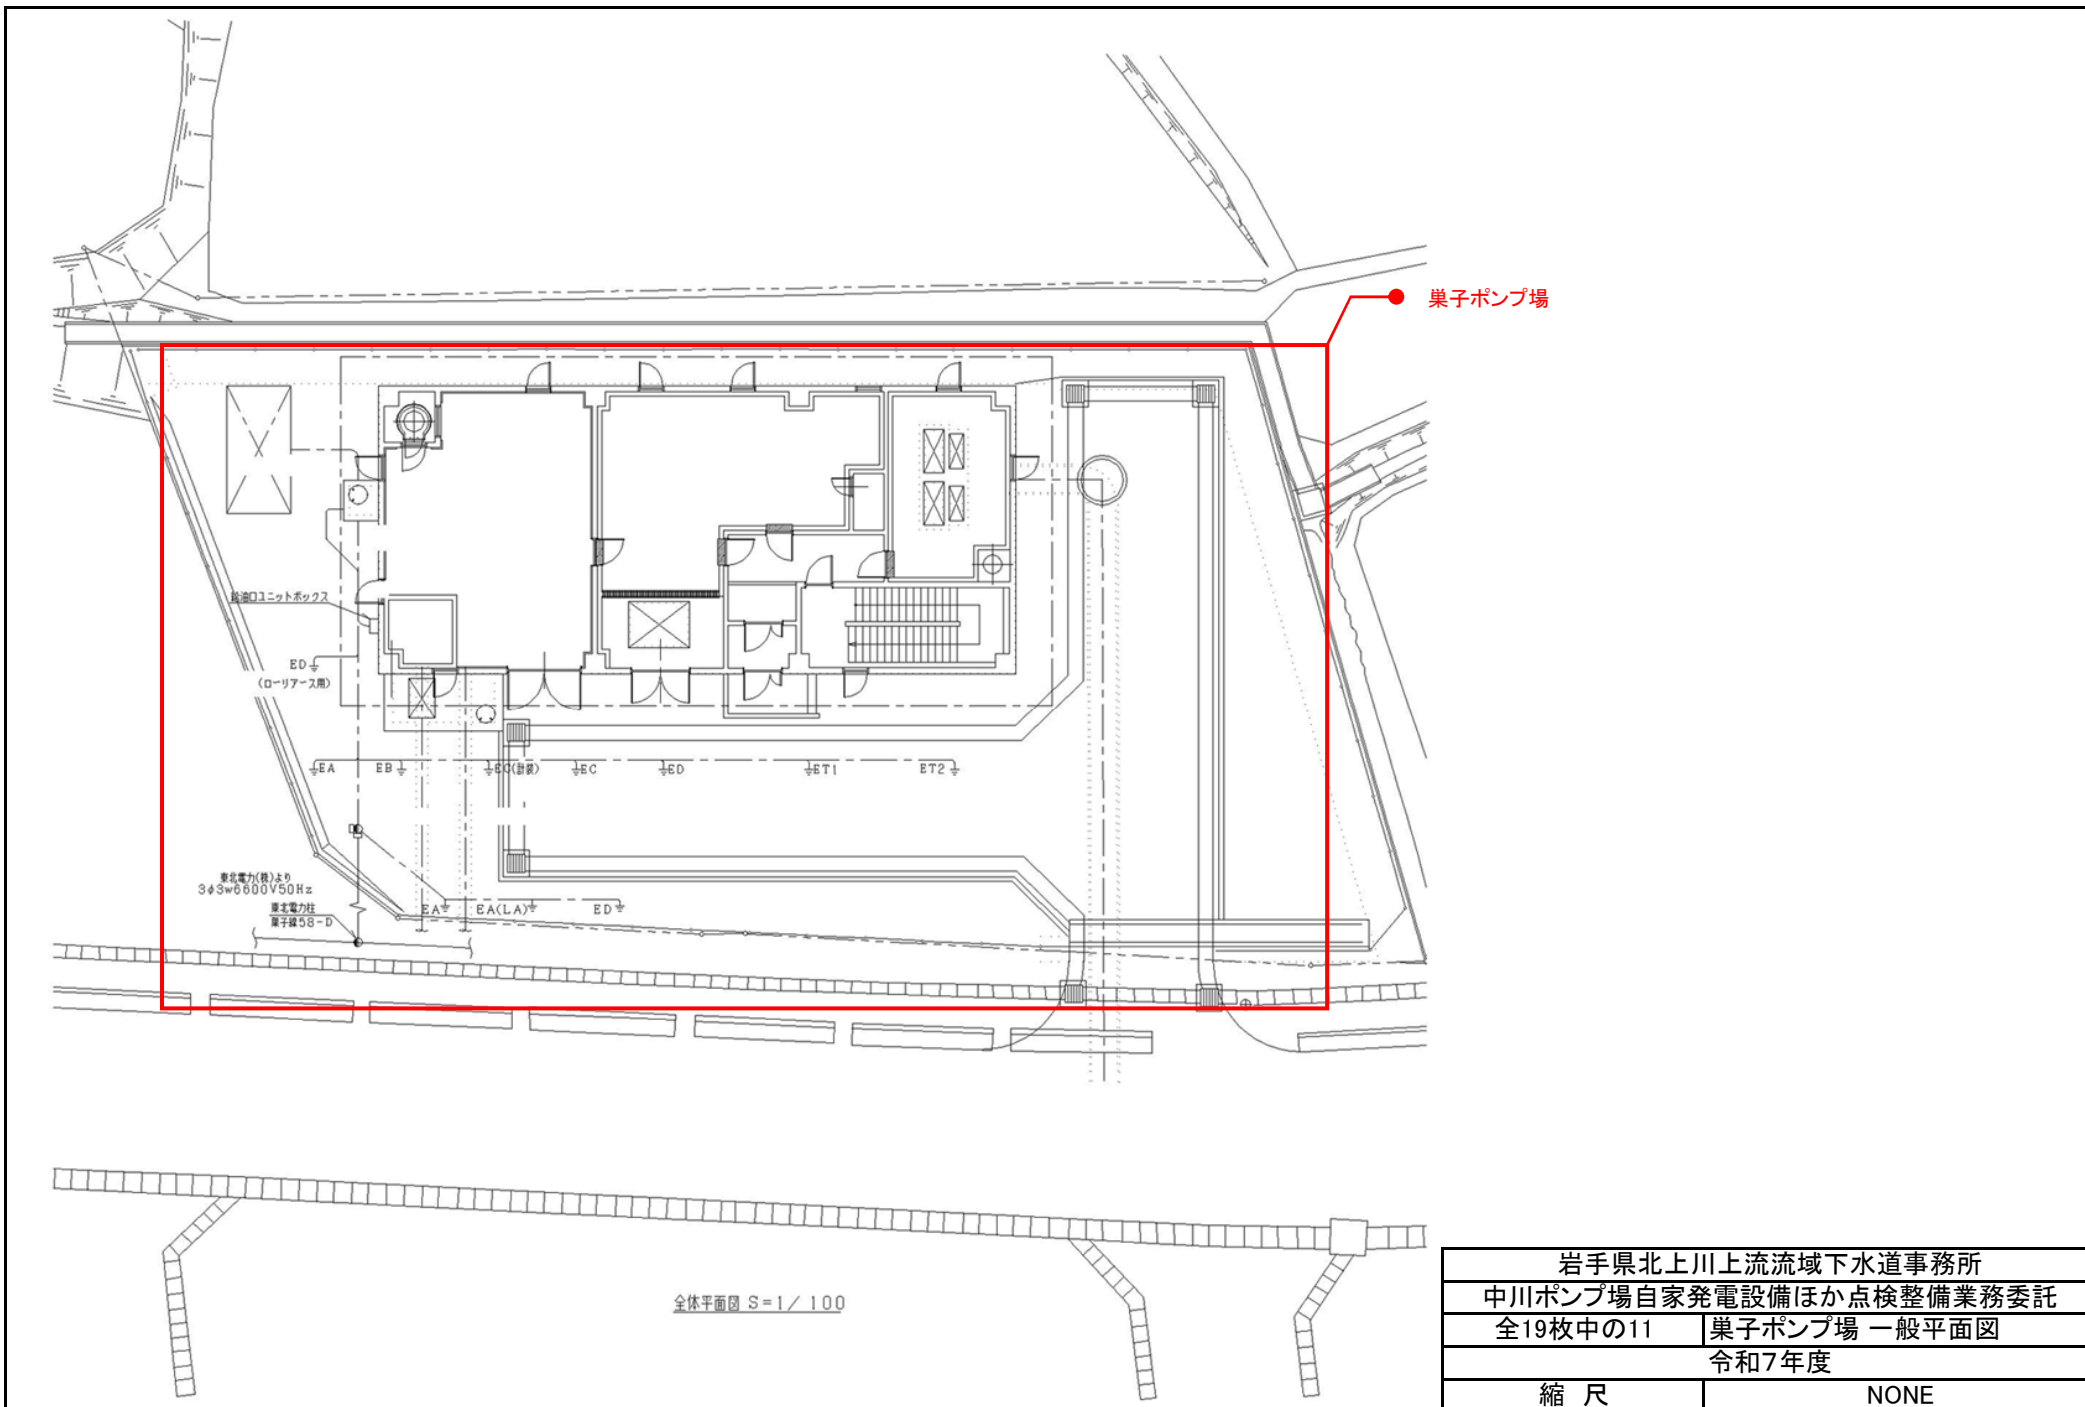 巣子ポンプ場
給油口ユニットボックス
ED
(ローリアース用)
EA
EB
EC(計装)
EC
ED
ET1
ET2
東北電力(株)より
3φ3w6600V50Hz
東北電力柱
巣子線58-D
EA
EA(LA)
ED
全体平面図 S=1/100
岩手県北上川上流流域下水道事務所
中川ポンプ場自家発電設備ほか点検整備業務委託
全19枚中の11
巣子ポンプ場 一般平面図
令和7年度
縮 尺
NONE